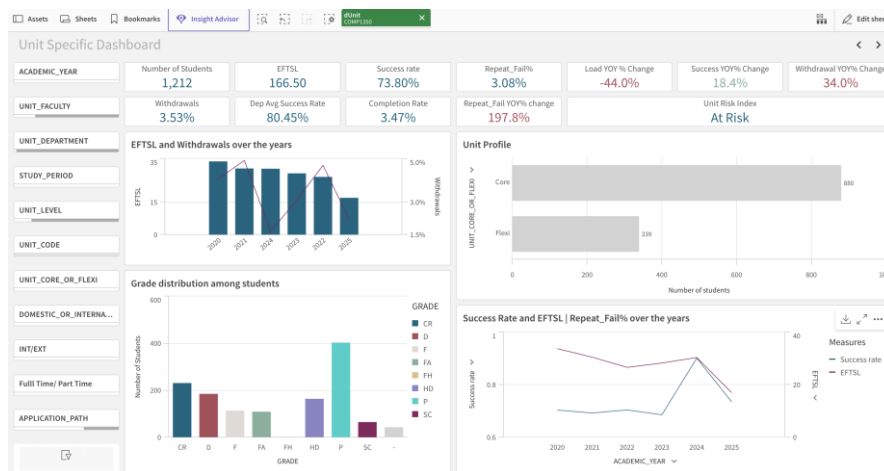 Assets Sheets Bookmarks Insight Advisor dUnit Edit shee
COMP1350
Unit Specific Dashboard
ACADEMIC_YEAR
UNIT_FACULTY
UNIT_DEPARTMENT
STUDY_PERIOD
UNIT_LEVEL
UNIT_CODE
UNIT_CORE_OR_FLEXI
DOMESTIC_OR_INTERNA...
INT/EXT
Fulll Time/ Part Time
APPLICATION_PATH
Number of Students
1,212
EFTSL
166.50
Success rate
73.80%
Repeat_Fail%
3.08%
Load YOY % Change
-44.0%
Success YOY% Change
18.4%
Withdrawal YOY% Change
34.0%
Withdrawals
3.53%
Dep Avg Success Rate
80.45%
Completion Rate
3.47%
Repeat_Fail YOY% change
197.8%
Unit Risk Index
At Risk
EFTSL and Withdrawals over the years
EFTSL
35
15
0
5.0%
3.0%
1.5%
Withdrawals
2020 2021 2024 2023 2022 2025
Unit Profile
UNIT_CORE_OR_FLEXI
Core
880
Flexi
339
0 200 400 600 800
Number of students
Grade distribution among students
Number of Students
600
400
200
0
CR D F FA FH HD P SC -
GRADE
GRADE
CR
D
F
FA
FH
HD
P
SC
Success Rate and EFTSL | Repeat_Fail% over the years
Success rate
1
0.8
0.6
40
20
0
EFTSL
2020 2021 2022 2023 2024 2025
ACADEMIC_YEAR
Measures
Success rate
EFTSL